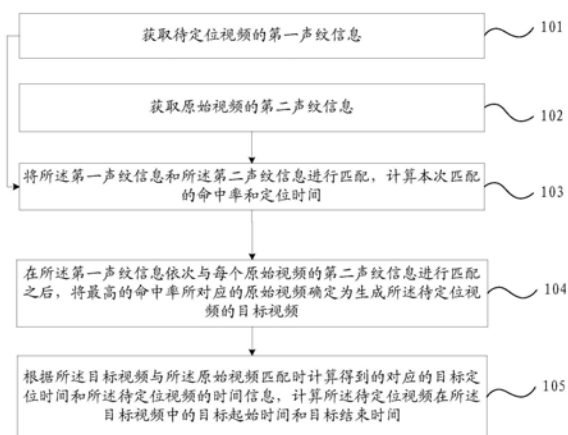 获取待定位视频的第一声纹信息
101
获取原始视频的第二声纹信息
102
将所述第一声纹信息和所述第二声纹信息进行匹配，计算本次匹配
的命中率和定位时间
103
在所述第一声纹信息依次与每个原始视频的第二声纹信息进行匹配
之后，将最高的命中率所对应的原始视频确定为生成所述待定位视
频的目标视频
104
根据所述目标视频与所述原始视频匹配时计算得到的对应的目标定
位时间和所述待定位视频的时间信息，计算所述待定位视频在所述
目标视频中的目标起始时间和目标结束时间
105